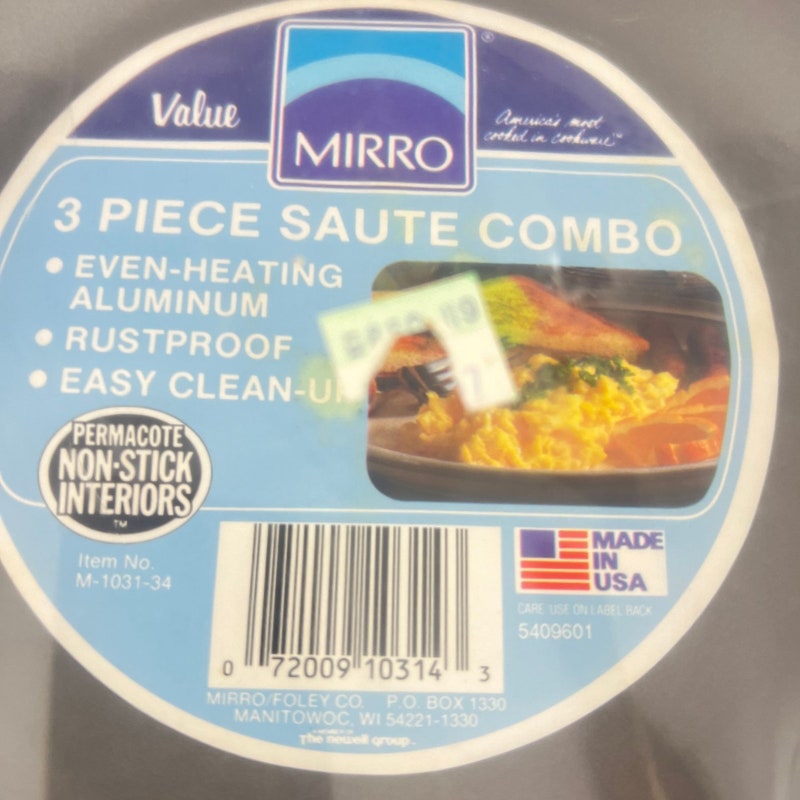 Value
MIRRO
®
America's most
cooked in cookware™
3 PIECE SAUTE COMBO
• EVEN-HEATING
ALUMINUM
• RUSTPROOF
• EASY CLEAN-U
PERMACOTE
NON-STICK
INTERIORS
TM
Item No.
M-1031-34
0 72009 10314 3
MADE
IN
USA
CARE USE ON LABEL BACK
5409601
MIRRO/FOLEY CO. P.O. BOX 1330
MANITOWOC, WI 54221-1330
The newell group